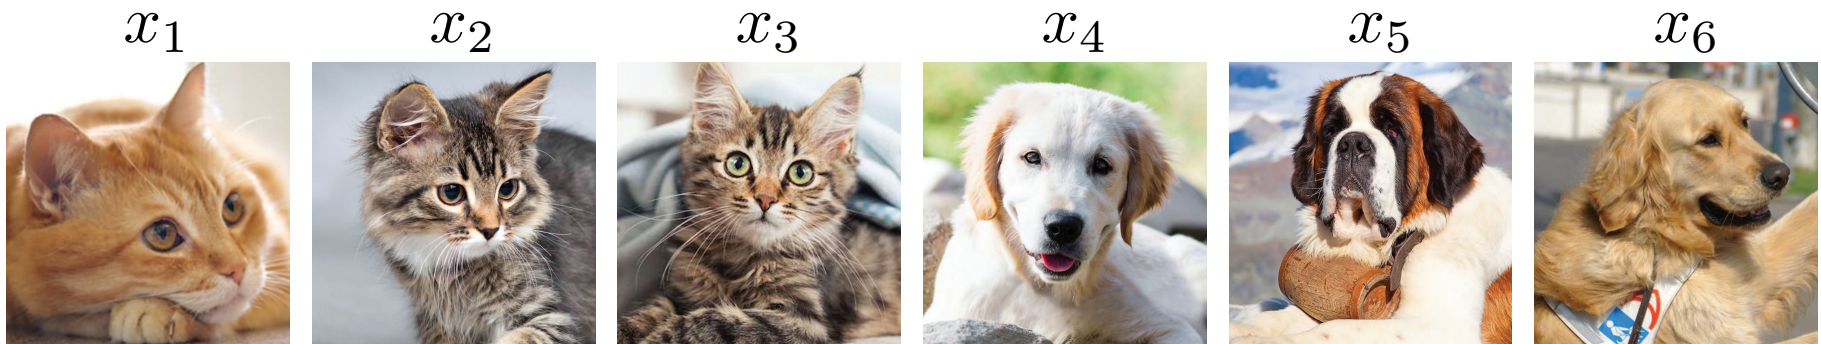 x₁ x₂ x₃ x₄ x₅ x₆